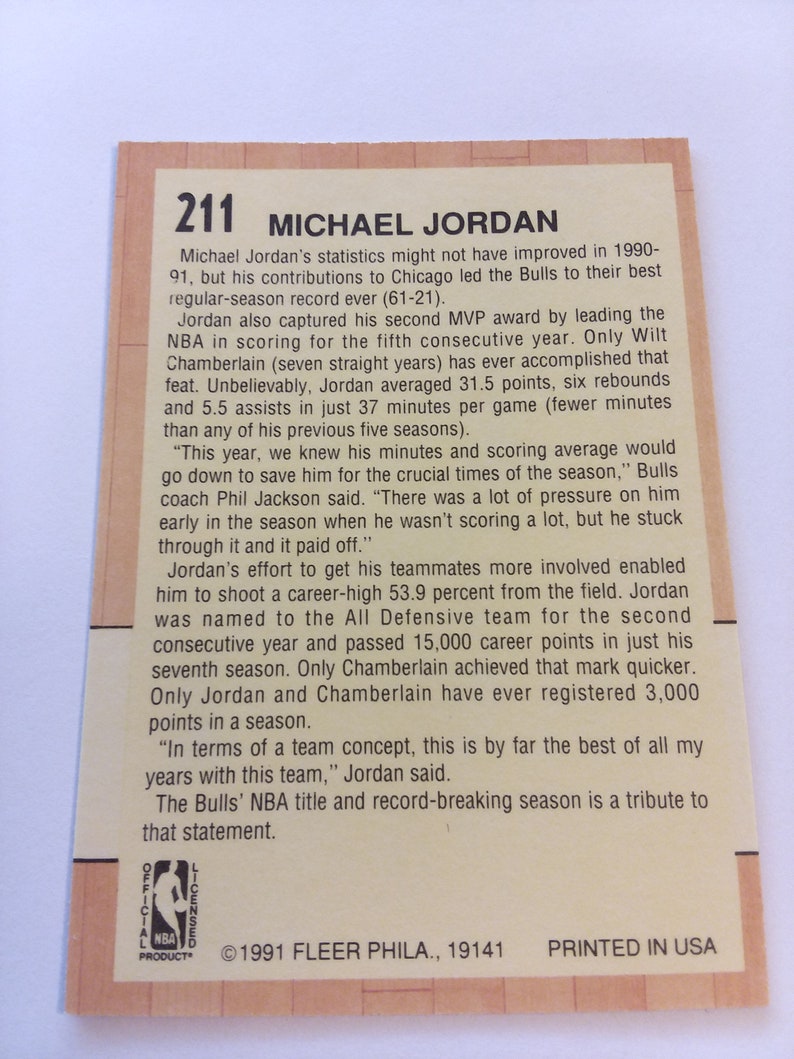 211 MICHAEL JORDAN
Michael Jordan's statistics might not have improved in 1990-
91, but his contributions to Chicago led the Bulls to their best
regular-season record ever (61-21).
Jordan also captured his second MVP award by leading the
NBA in scoring for the fifth consecutive year. Only Wilt
Chamberlain (seven straight years) has ever accomplished that
feat. Unbelievably, Jordan averaged 31.5 points, six rebounds
and 5.5 assists in just 37 minutes per game (fewer minutes
than any of his previous five seasons).
“This year, we knew his minutes and scoring average would
go down to save him for the crucial times of the season,” Bulls
coach Phil Jackson said. “There was a lot of pressure on him
early in the season when he wasn't scoring a lot, but he stuck
through it and it paid off.”
Jordan's effort to get his teammates more involved enabled
him to shoot a career-high 53.9 percent from the field. Jordan
was named to the All Defensive team for the second
consecutive year and passed 15,000 career points in just his
seventh season. Only Chamberlain achieved that mark quicker.
Only Jordan and Chamberlain have ever registered 3,000
points in a season.
“In terms of a team concept, this is by far the best of all my
years with this team,” Jordan said.
The Bulls' NBA title and record-breaking season is a tribute to
that statement.
OFFICIAL
LICENSED
NBA
PRODUCT®
©1991 FLEER PHILA., 19141 PRINTED IN USA